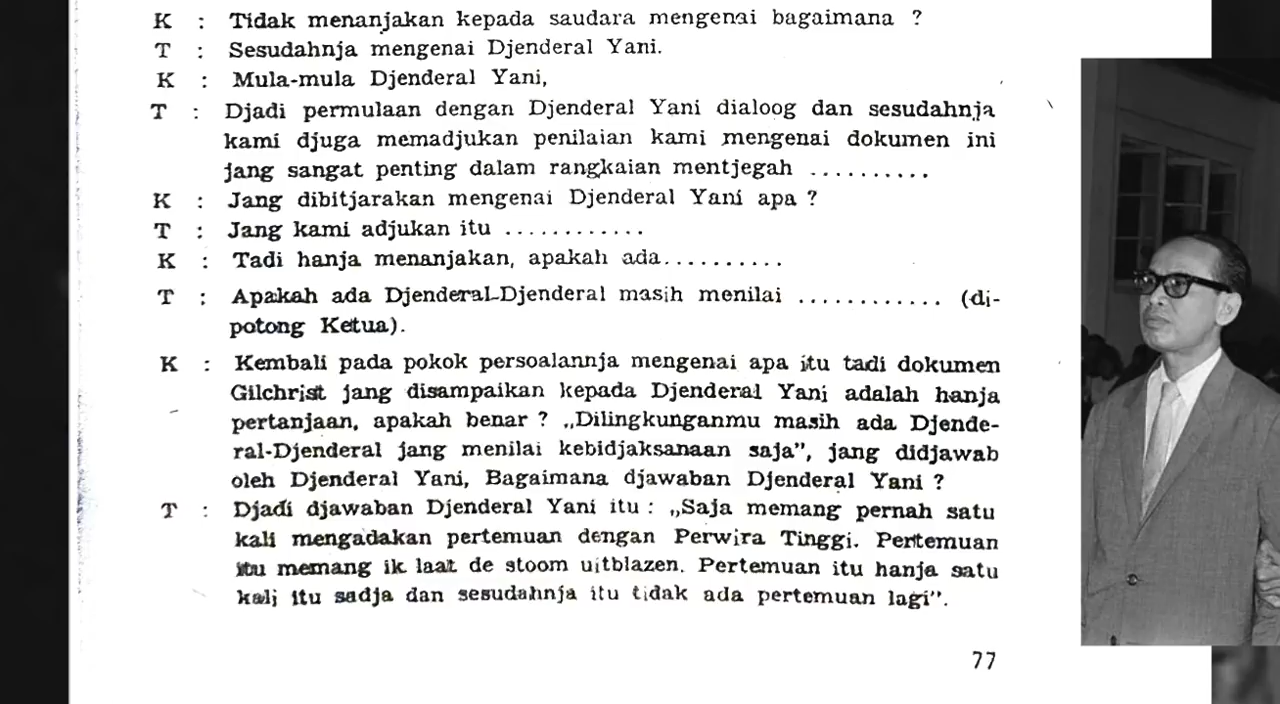 K : Tidak menanjakan kepada saudara mengenai bagaimana ?
T : Sesudahnja mengenai Djenderal Yani.
K : Mula-mula Djenderal Yani,
T : Djadi permulaan dengan Djenderal Yani dialoog dan sesudahnja
kami djuga memadjukan penilaian kami mengenai dokumen ini
jang sangat penting dalam rangkaian mentjegah ..........
K : Jang dibitjarakan mengenai Djenderal Yani apa ?
T : Jang kami adjukan itu ............
K : Tadi hanja menanjakan, apakah ada..........
T : Apakah ada Djenderal-Djenderal masih menilai ............ (di-
potong Ketua).
K : Kembali pada pokok persoalannja mengenai apa itu tadi dokumen
Gilchrist jang disampaikan kepada Djenderal Yani adalah hanja
pertanjaan, apakah benar ? „Dilingkunganmu masih ada Djende-
ral-Djenderal jang menilai kebidjaksanaan saja”, jang didjawab
oleh Djenderal Yani, Bagaimana djawaban Djenderal Yani ?
T : Djadi djawaban Djenderal Yani itu : „Saja memang pernah satu
kali mengadakan pertemuan dengan Perwira Tinggi. Pertemuan
itu memang ik laat de stoom uitblazen. Pertemuan itu hanja satu
kali itu sadja dan sesudahnja itu tidak ada pertemuan lagi”.
77